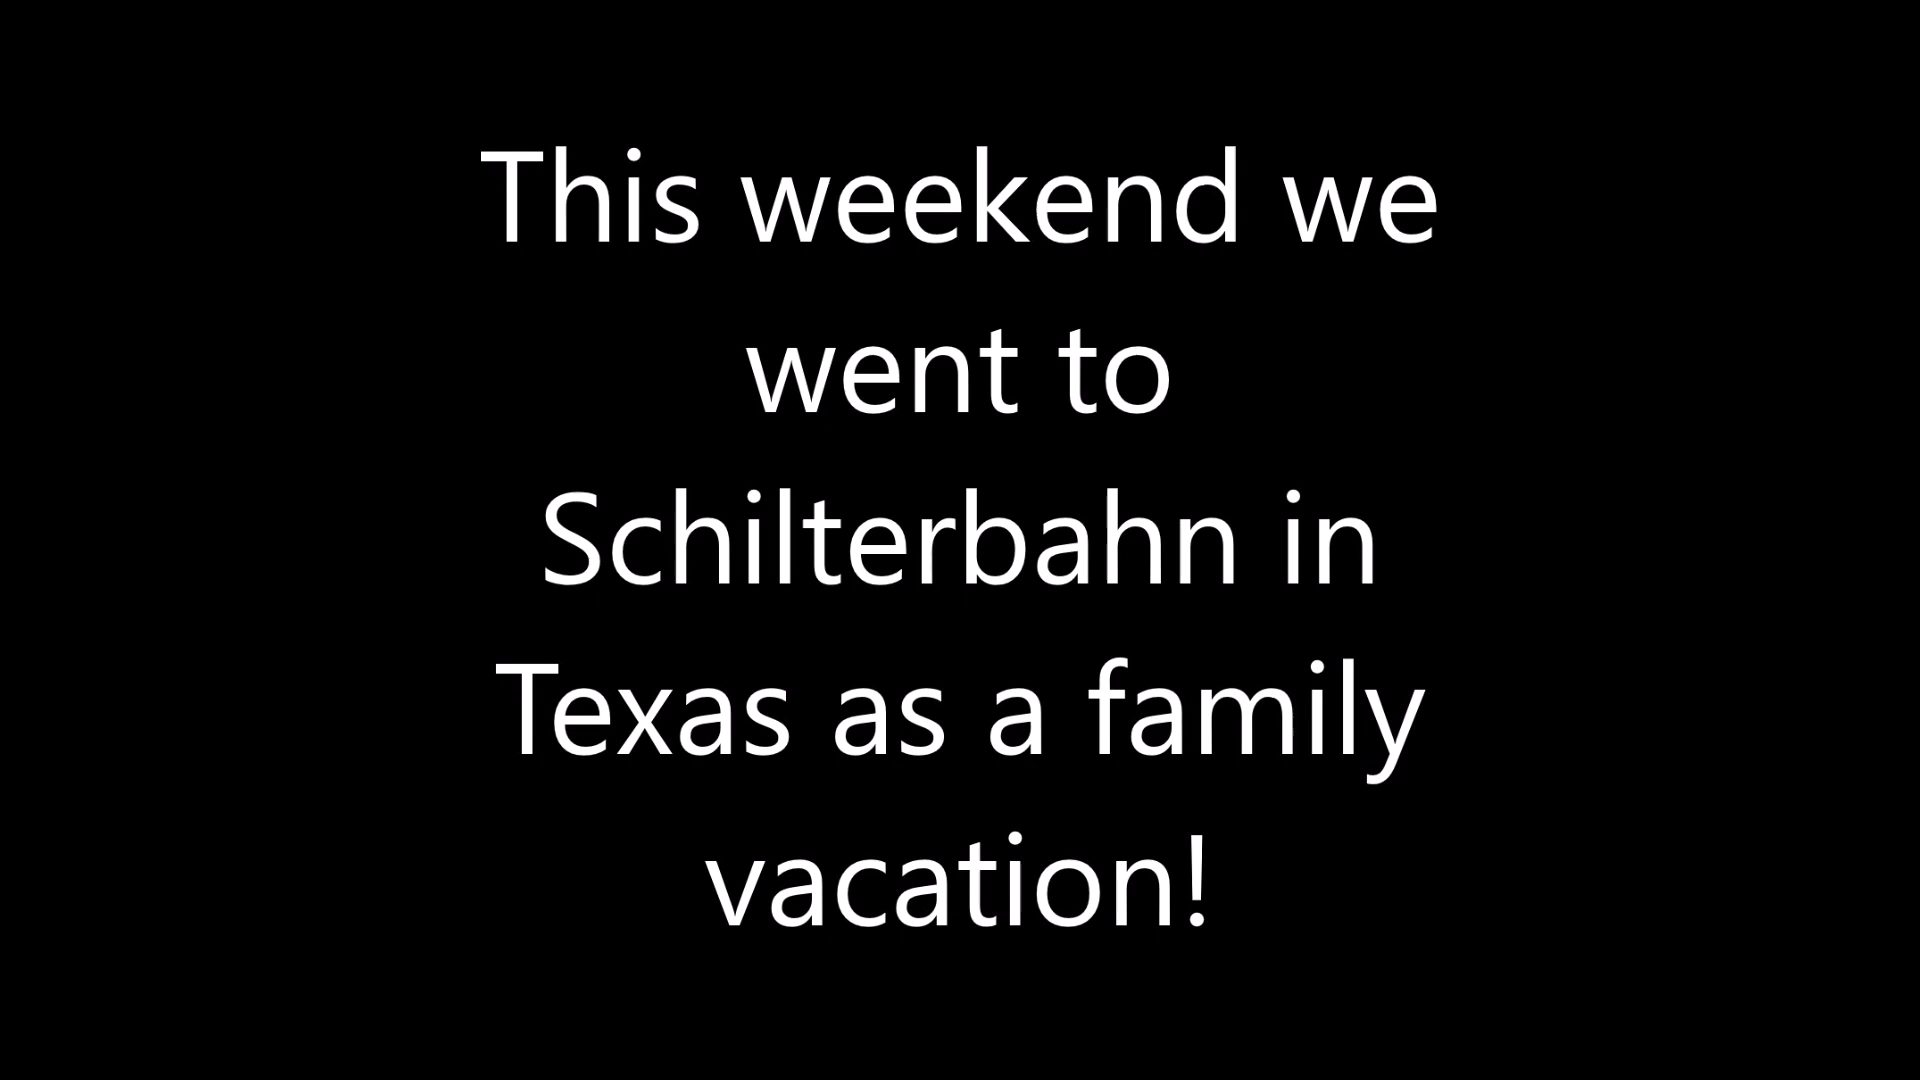 This weekend we
went to
Schilterbahn in
Texas as a family
vacation!